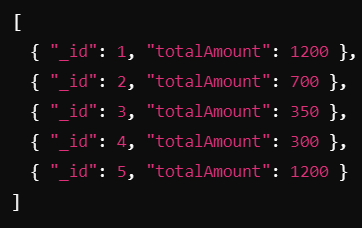 [
  { "_id": 1, "totalAmount": 1200 },
  { "_id": 2, "totalAmount": 700 },
  { "_id": 3, "totalAmount": 350 },
  { "_id": 4, "totalAmount": 300 },
  { "_id": 5, "totalAmount": 1200 }
]